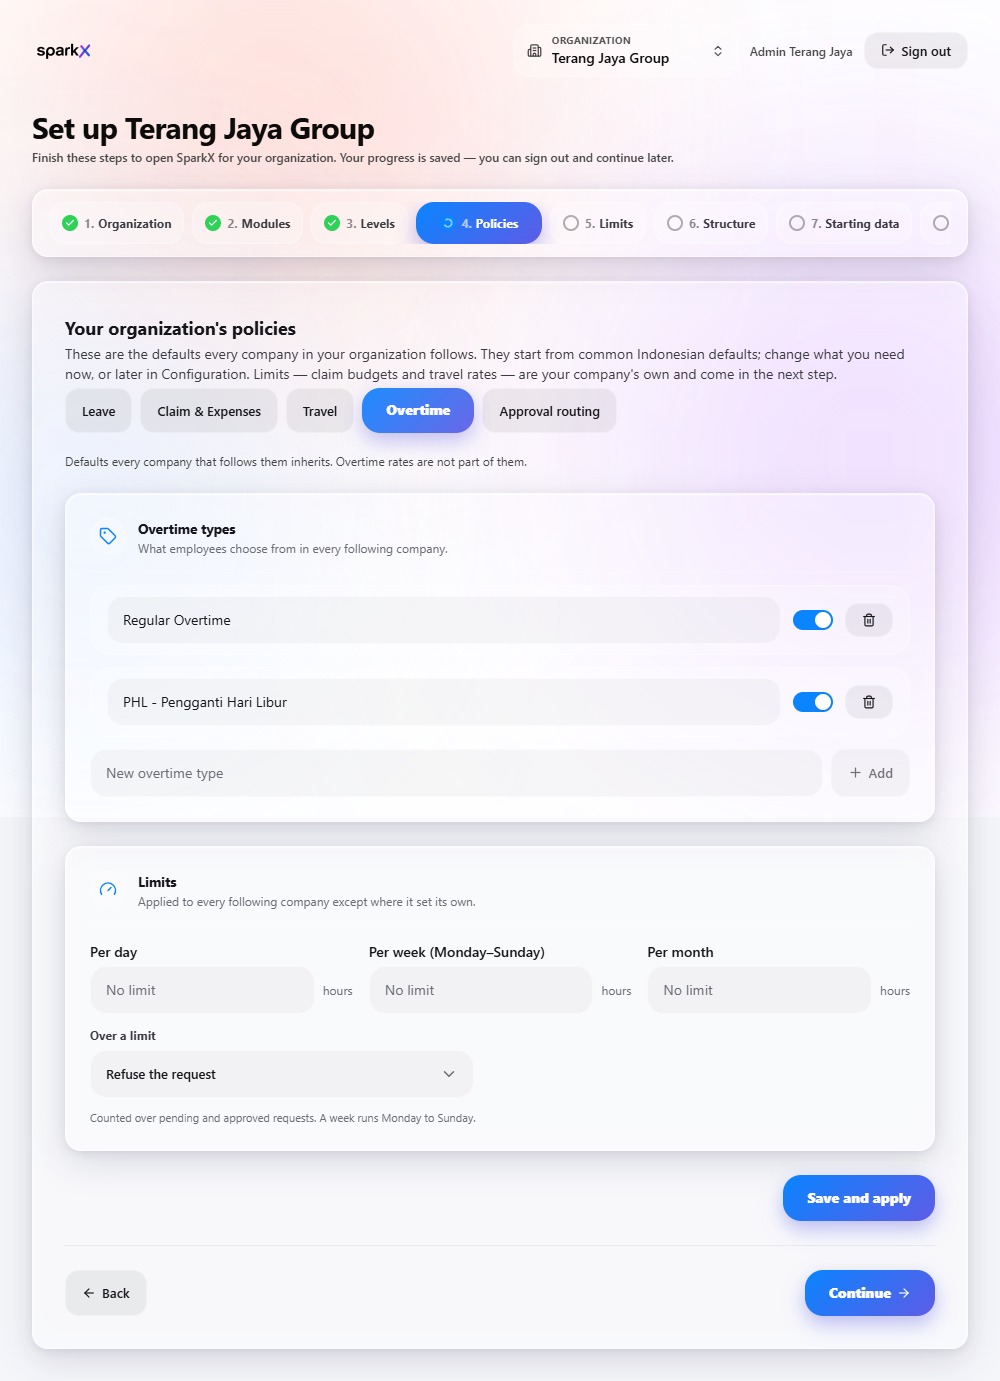 sparkX
ORGANIZATION
Terang Jaya Group
Admin Terang Jaya
Sign out
Set up Terang Jaya Group
Finish these steps to open SparkX for your organization. Your progress is saved — you can sign out and continue later.
1. Organization
2. Modules
3. Levels
4. Policies
5. Limits
6. Structure
7. Starting data
Your organization's policies
These are the defaults every company in your organization follows. They start from common Indonesian defaults; change what you need
now, or later in Configuration. Limits — claim budgets and travel rates — are your company's own and come in the next step.
Leave
Claim & Expenses
Travel
Overtime
Approval routing
Defaults every company that follows them inherits. Overtime rates are not part of them.
Overtime types
What employees choose from in every following company.
Regular Overtime
PHL - Pengganti Hari Libur
New overtime type
Add
Limits
Applied to every following company except where it set its own.
Per day
Per week (Monday–Sunday)
Per month
No limit
hours
No limit
hours
No limit
hours
Over a limit
Refuse the request
Counted over pending and approved requests. A week runs Monday to Sunday.
Save and apply
Back
Continue